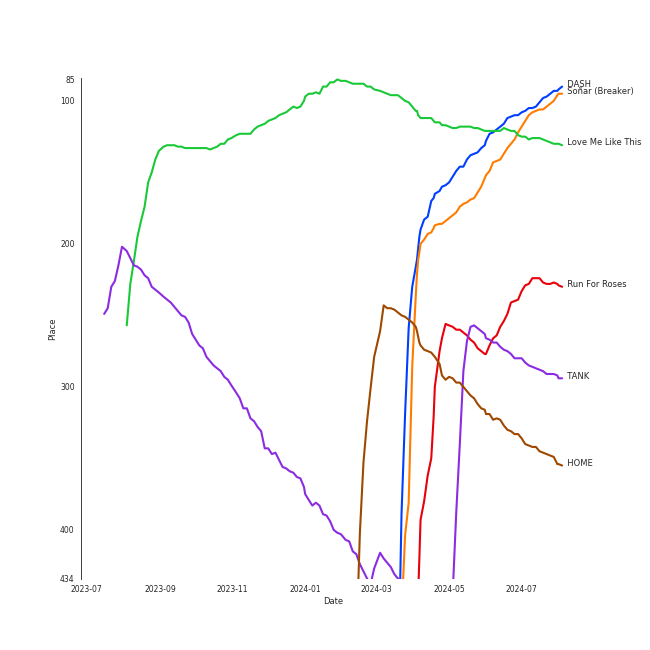 85
100
200
300
400
434
Place
2023-07
2023-09
2023-11
2024-01
2024-03
2024-05
2024-07
Date
DASH
Sonar (Breaker)
Love Me Like This
Run For Roses
TANK
HOME